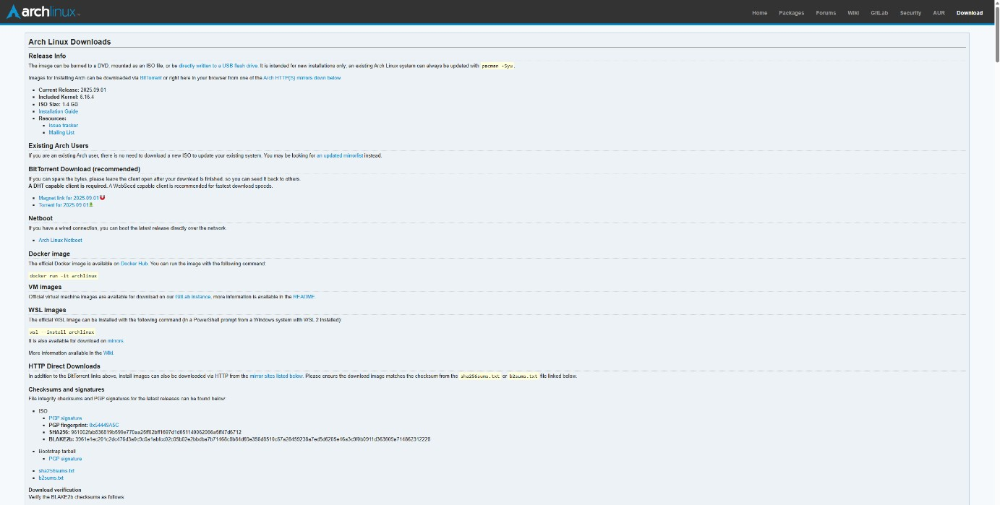 archlinux™
Home Packages Forums Wiki GitLab Security AUR Download
Arch Linux Downloads
Release Info
The image can be burned to a DVD, mounted as an ISO file, or be directly written to a USB flash drive. It is intended for new installations only; an existing Arch Linux system can always be updated with pacman -Syu.
Images for installing Arch can be downloaded via BitTorrent or right here in your browser from one of the Arch HTTP(S) mirrors down below.
Current Release: 2025.09.01
Included Kernel: 6.16.4
ISO Size: 1.4 GB
Installation Guide
Resources:
Issue tracker
Mailing List
Existing Arch Users
If you are an existing Arch user, there is no need to download a new ISO to update your existing system. You may be looking for an updated mirrorlist instead.
BitTorrent Download (recommended)
If you can spare the bytes, please leave the client open after your download is finished, so you can seed it back to others.
A DHT capable client is required. A WebSeed capable client is recommended for fastest download speeds.
Magnet link for 2025.09.01
Torrent for 2025.09.01
Netboot
If you have a wired connection, you can boot the latest release directly over the network.
Arch Linux Netboot
Docker image
The official Docker image is available on Docker Hub. You can run the image with the following command:
docker run -it archlinux
VM images
Official virtual machine images are available for download on our GitLab instance, more information is available in the README.
WSL images
The official WSL image can be installed with the following command (in a PowerShell prompt from a Windows system with WSL 2 installed):
wsl --install archlinux
It is also available for download on mirrors.
More information available in the Wiki.
HTTP Direct Downloads
In addition to the BitTorrent links above, install images can also be downloaded via HTTP from the mirror sites listed below. Please ensure the download image matches the checksum from the sha256sums.txt or b2sums.txt file linked below.
Checksums and signatures
File integrity checksums and PGP signatures for the latest releases can be found below:
ISO
PGP signature
PGP fingerprint: 0x54449A5C
SHA256: 961002fab836819b599e770aa25ff02bff1697d1d051140062066a5ff47d6712
BLAKE2b:
Bootstrap tarball
PGP signature
sha256sums.txt
b2sums.txt
Download verification
Verify the BLAKE2b checksums as follows: